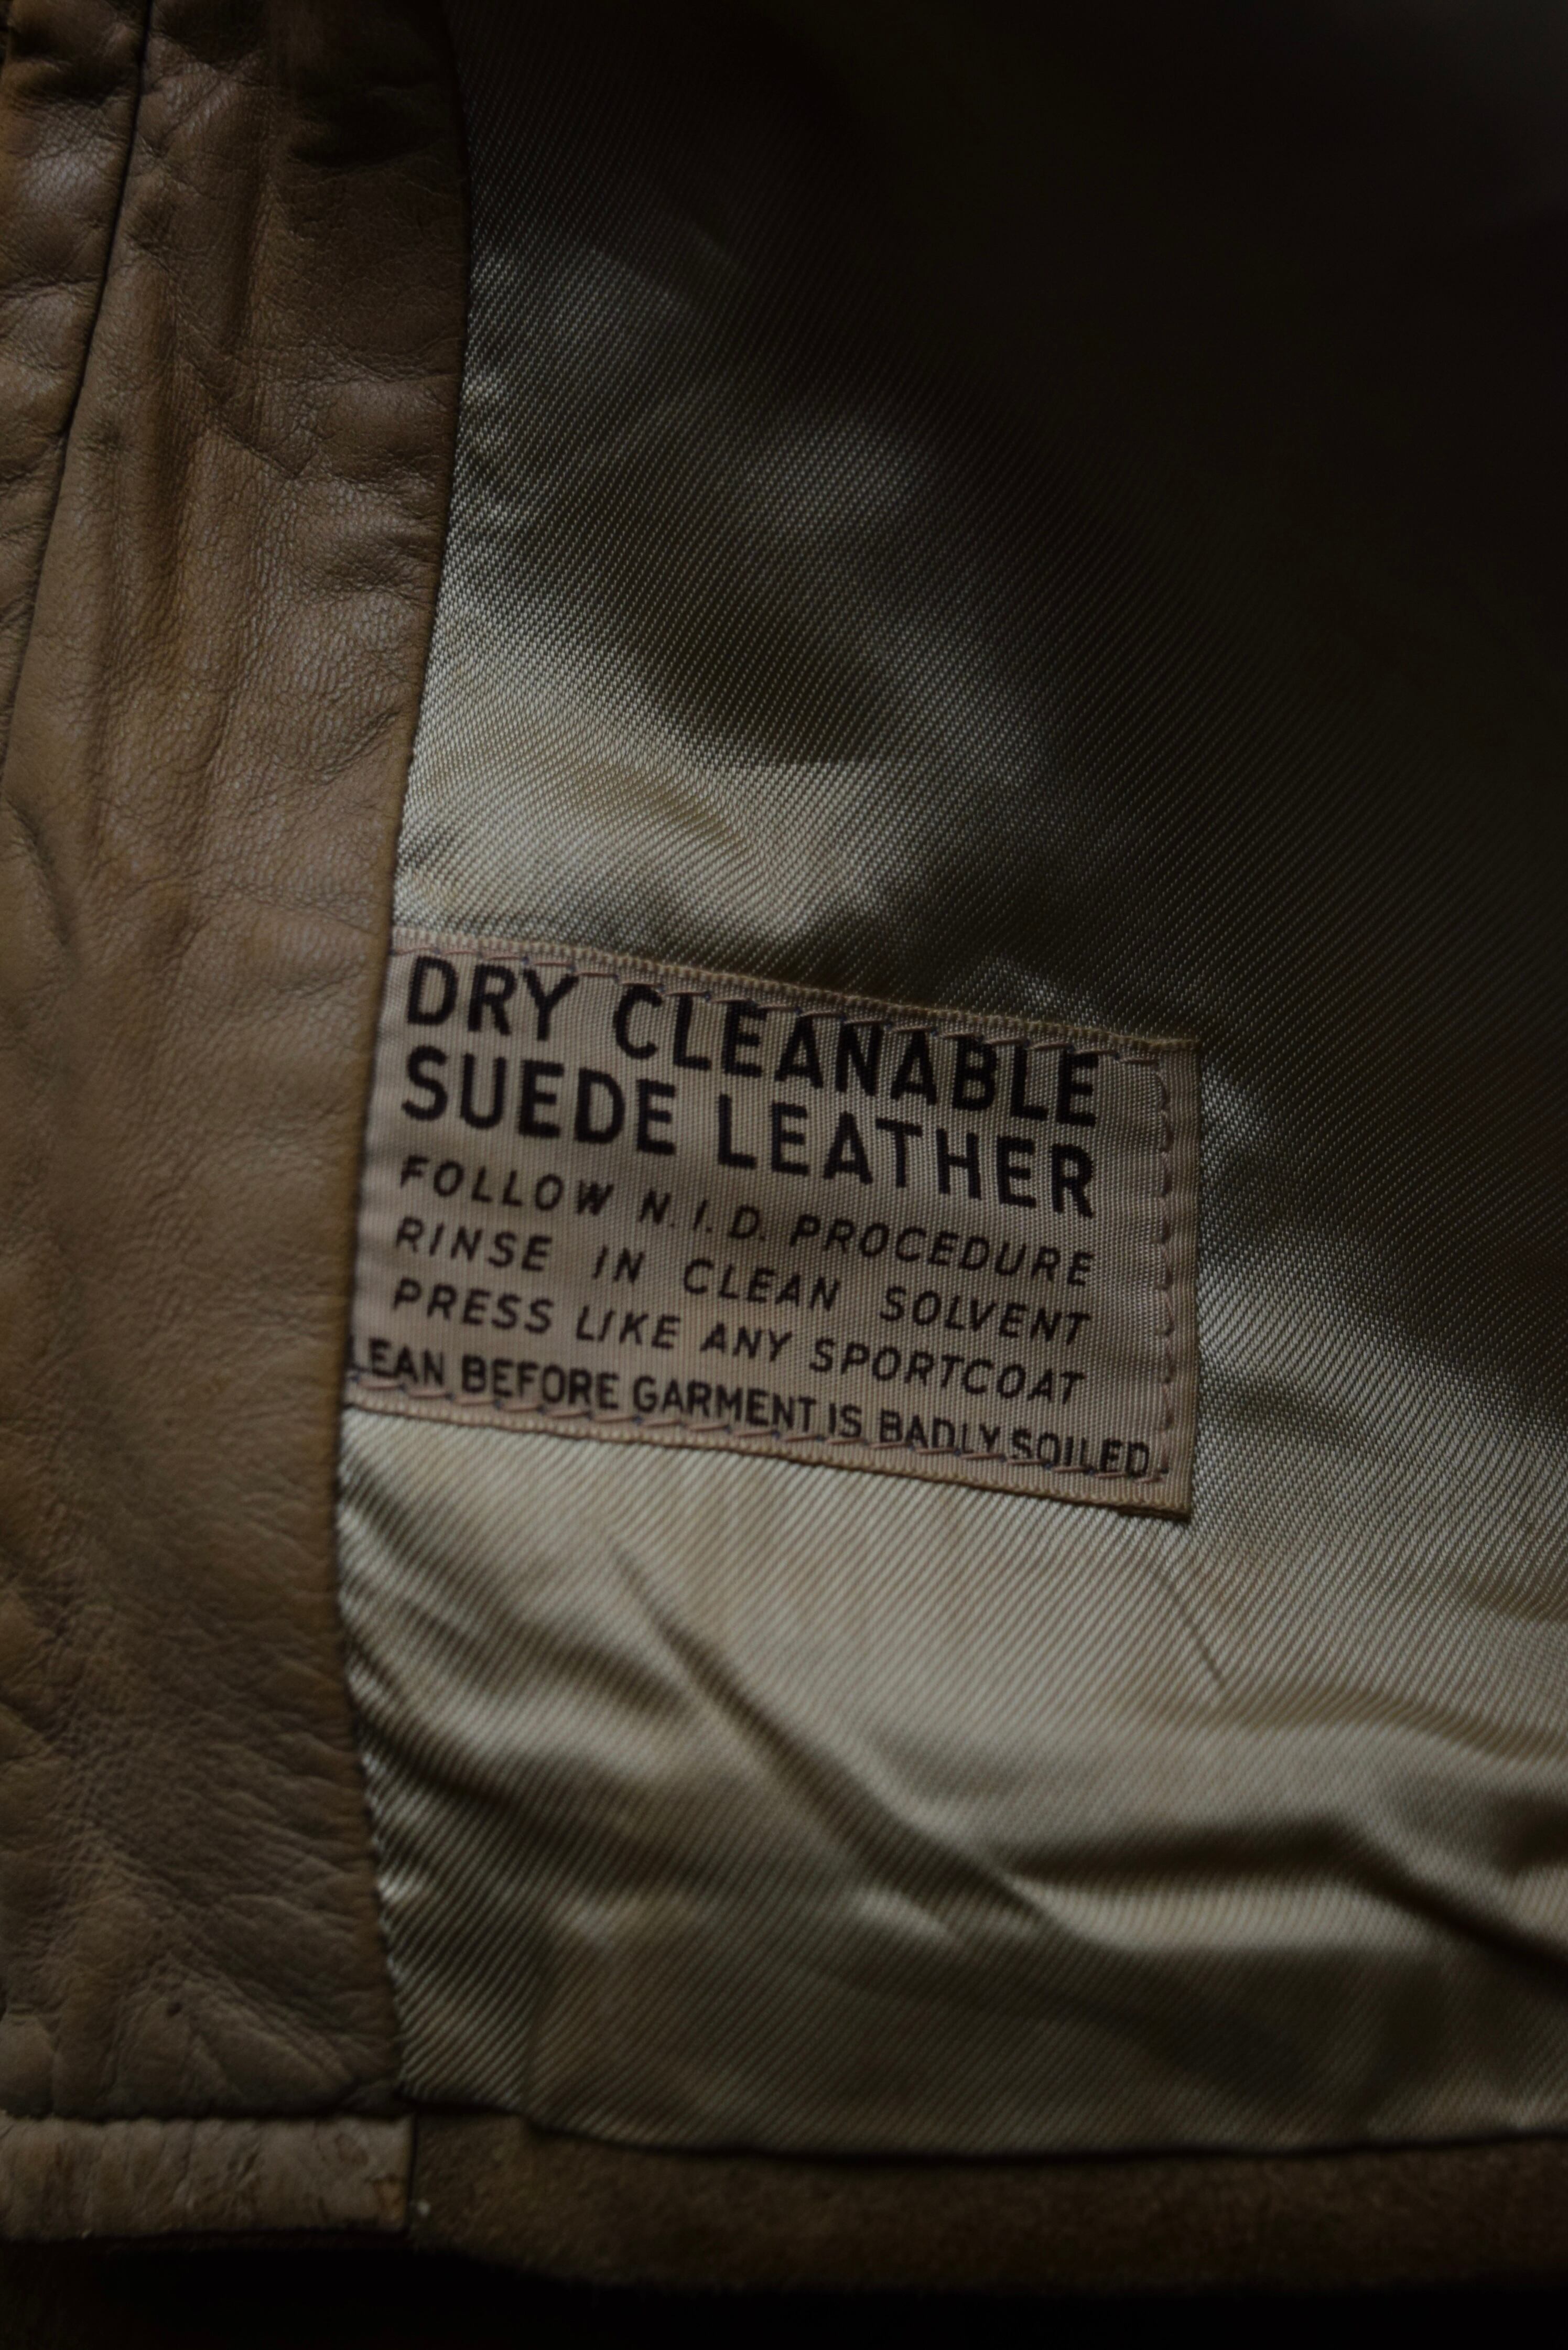 DRY CLEANABLE
SUEDE LEATHER
FOLLOW N.I.D. PROCEDURE
RINSE IN CLEAN SOLVENT
PRESS LIKE ANY SPORTCOAT
LEAN BEFORE GARMENT IS BADLY SOILED.